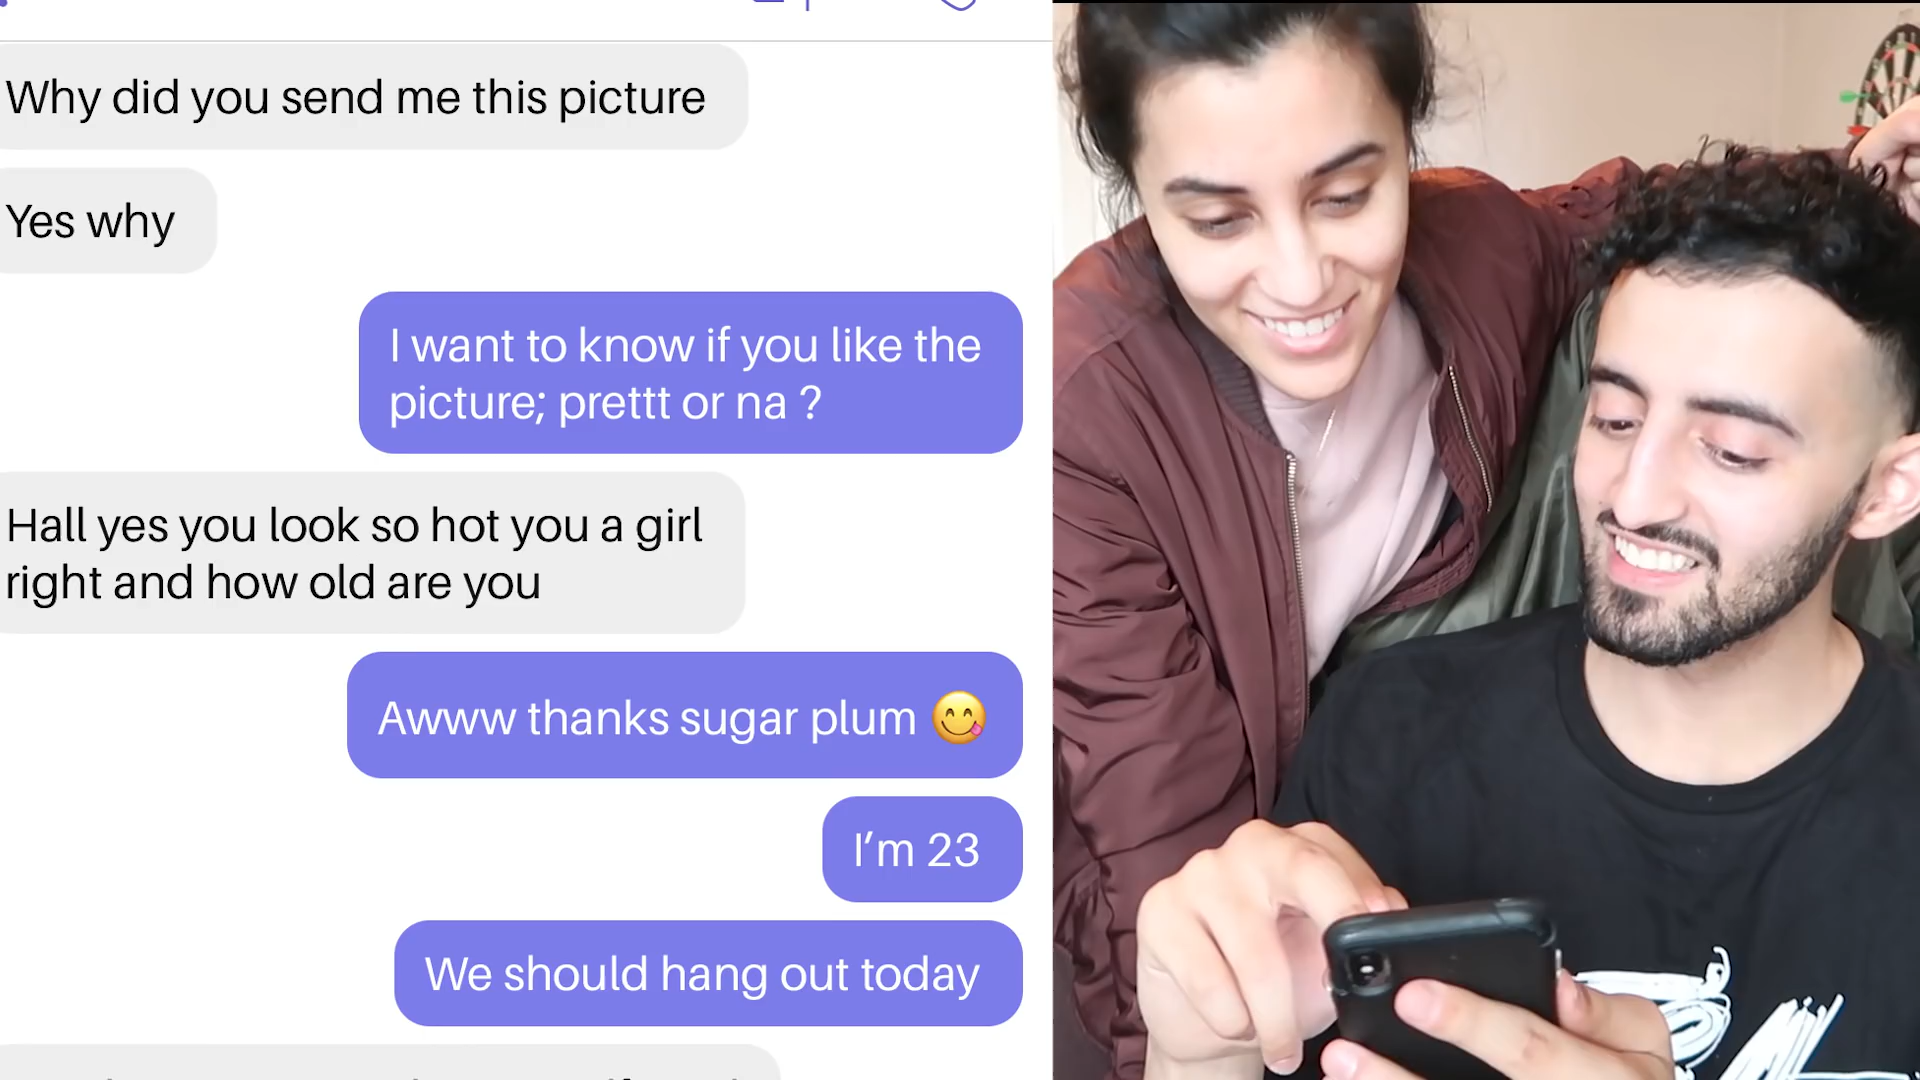 Why did you send me this picture
Yes why
I want to know if you like the
picture; prettt or na ?
Hall yes you look so hot you a girl
right and how old are you
Awww thanks sugar plum 😋
I’m 23
We should hang out today